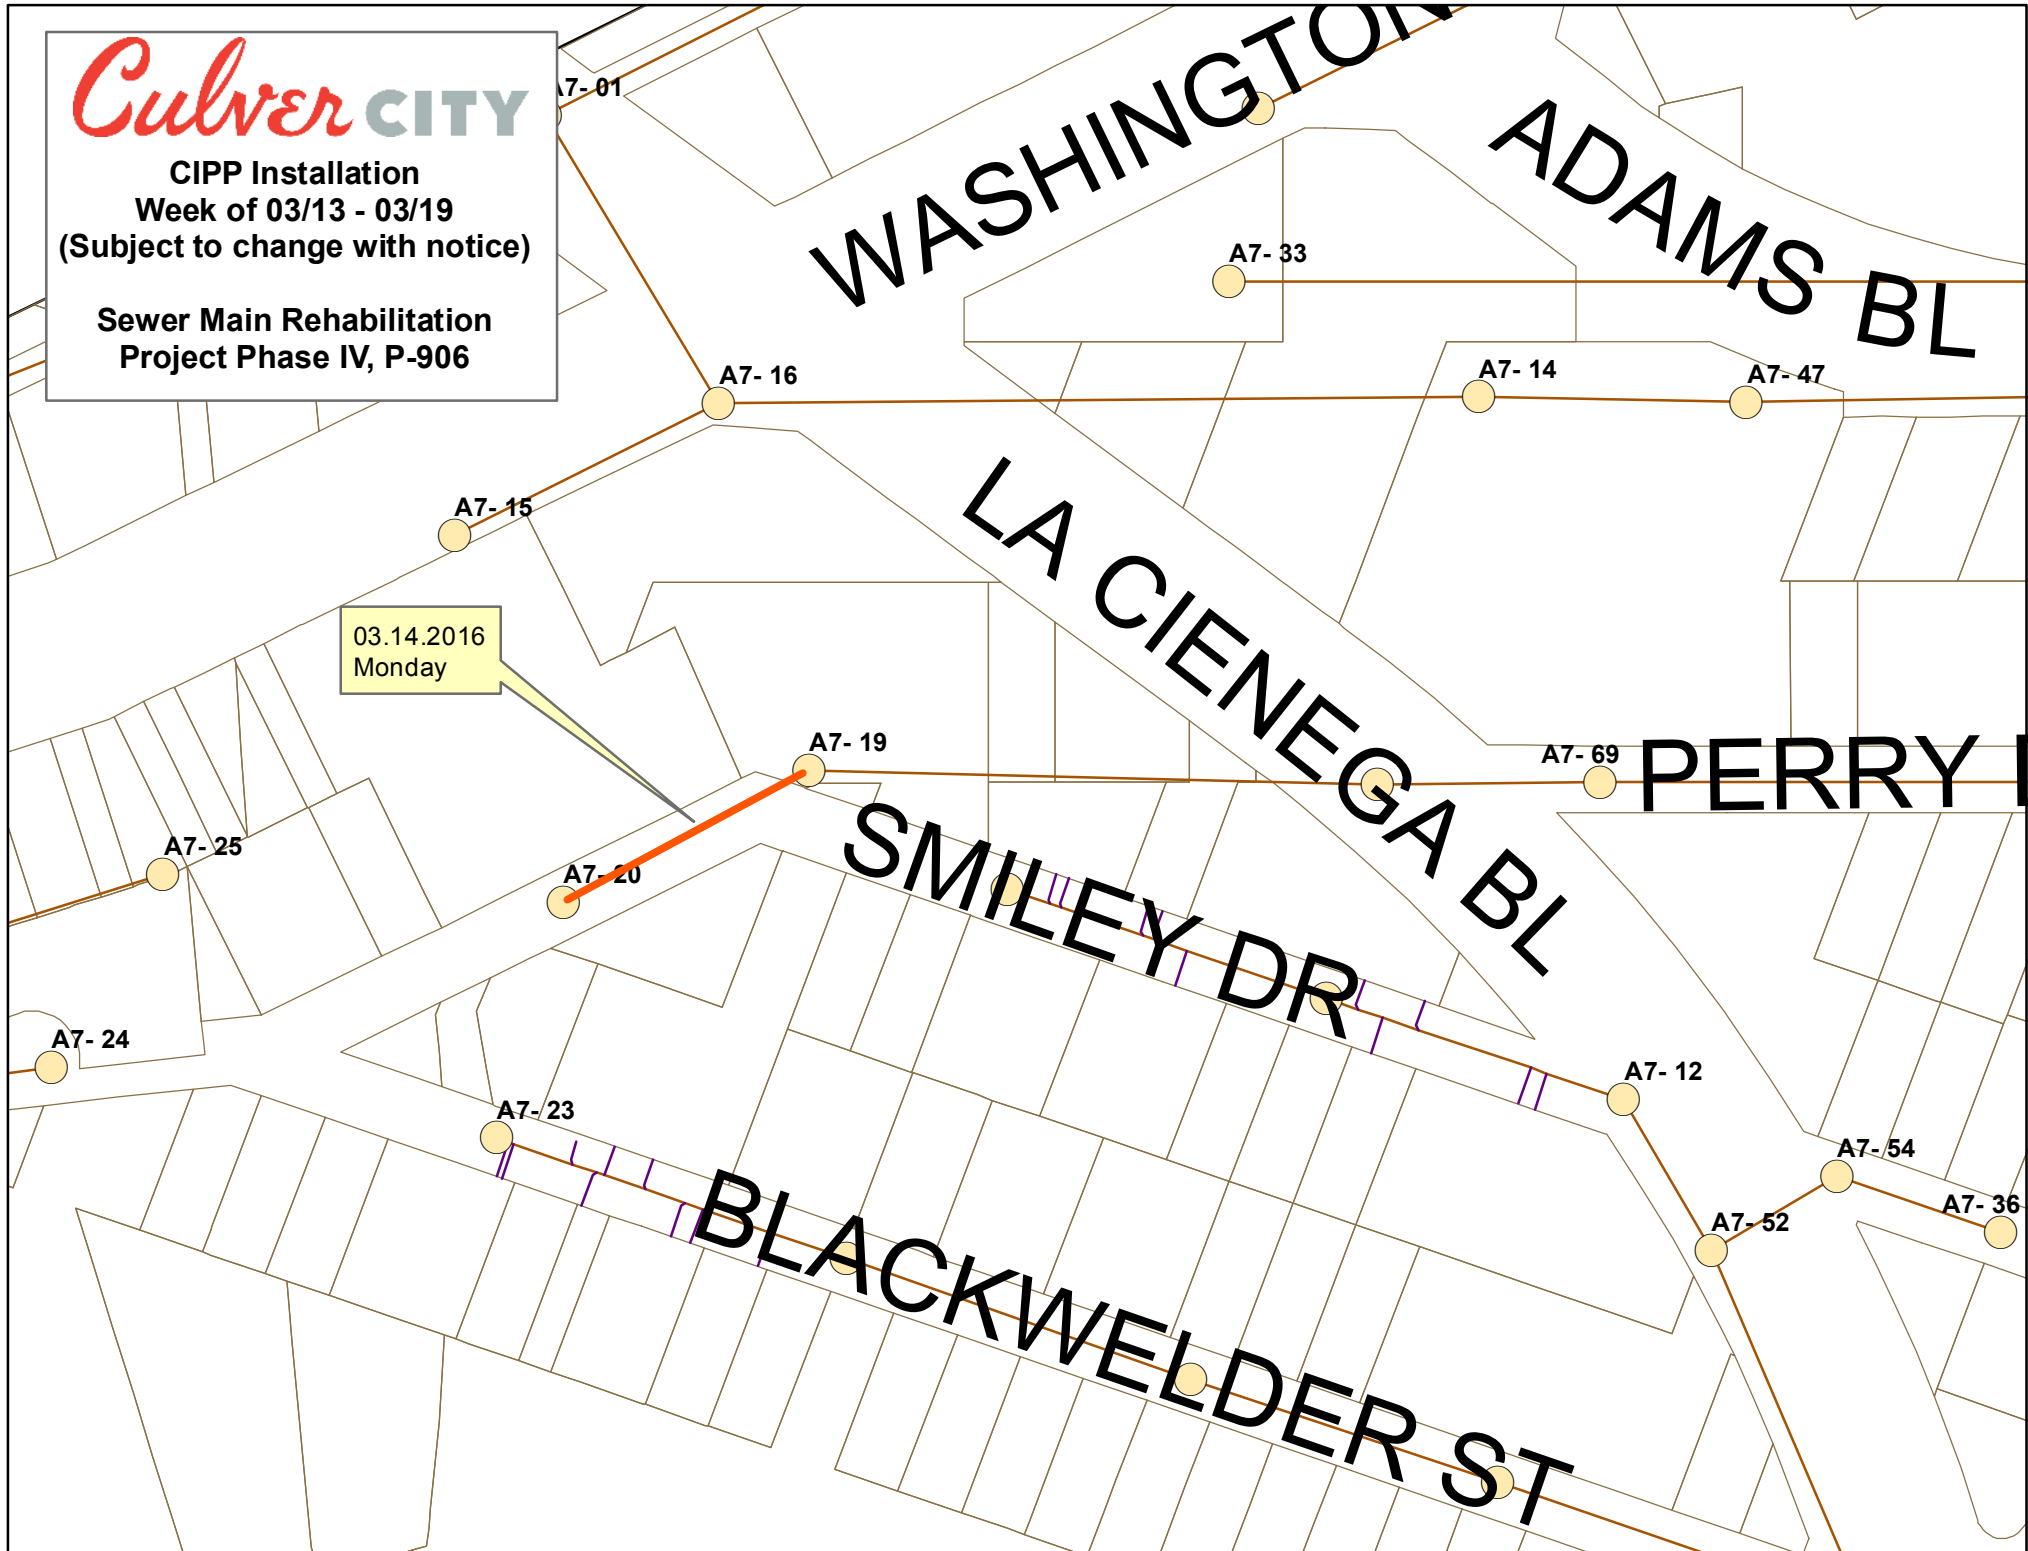 Culver CITY
CIPP Installation
Week of 03/13 - 03/19
(Subject to change with notice)
Sewer Main Rehabilitation
Project Phase IV, P-906
A7- 01
WASHINGTON
ADAMS BL
A7- 33
A7- 16
A7- 14
A7- 47
A7- 15
LA CIENEGA BL
03.14.2016
Monday
A7- 19
A7- 69
PERRY
A7- 25
A7- 20
SMILEY DR
A7- 24
A7- 12
A7- 23
A7- 54
A7- 36
A7- 52
BLACKWELDER ST